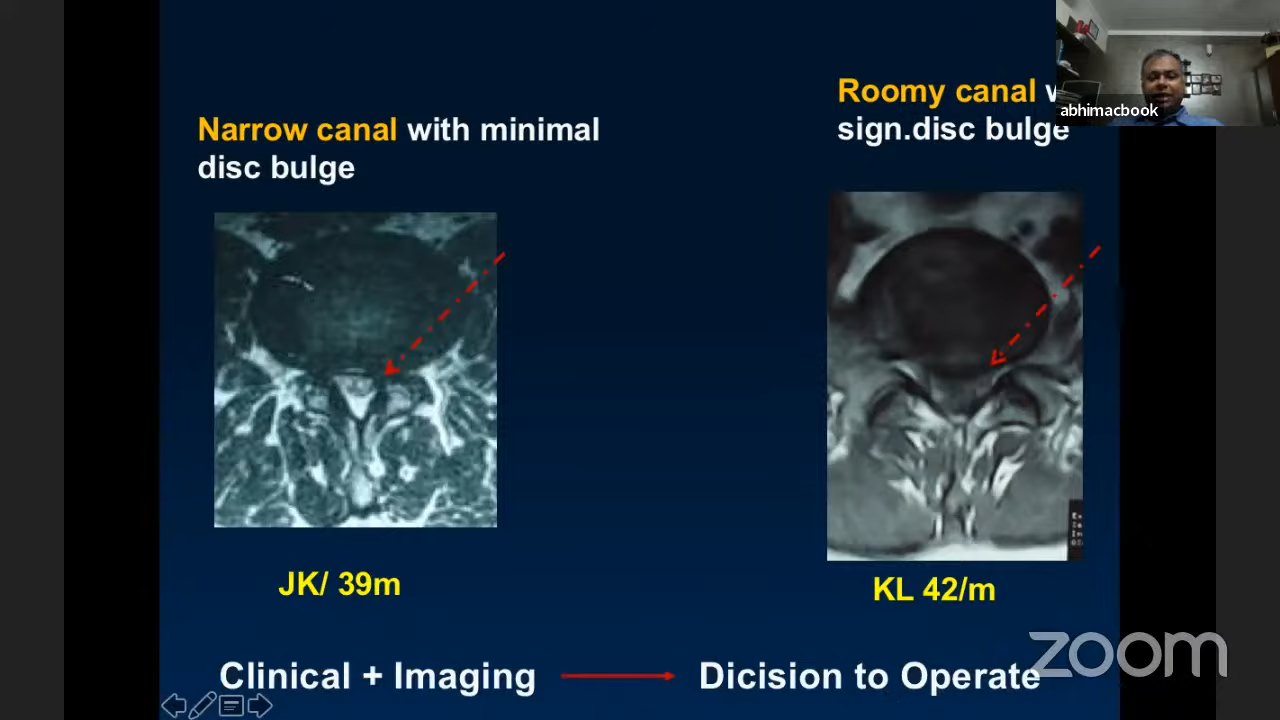 Narrow canal with minimal
disc bulge
Roomy canal
sign.disc bulge
abhimacbook
JK/ 39m
KL 42/m
Clinical + Imaging
Dicision to Operate
zoom